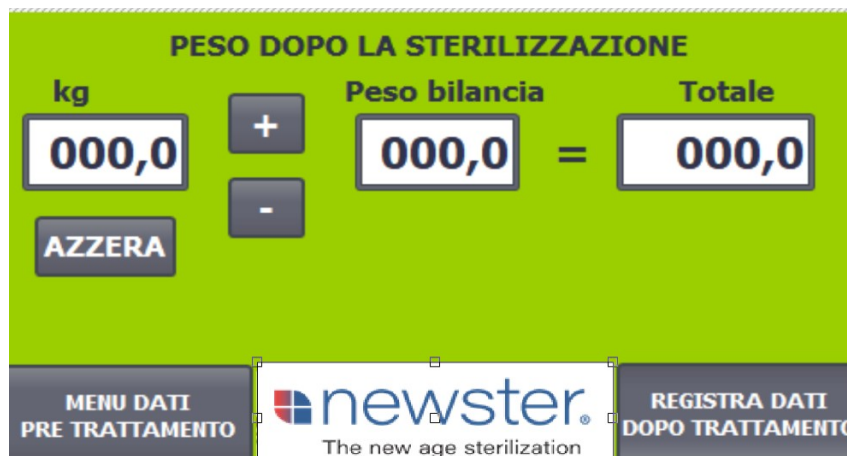 PESO DOPO LA STERILIZZAZIONE
kg Peso bilancia Totale
000,0 + 000,0 = 000,0
-
AZZERA
MENU DATI
PRE TRATTAMENTO
newster®
The new age sterilization
REGISTRA DATI
DOPO TRATTAMENTO